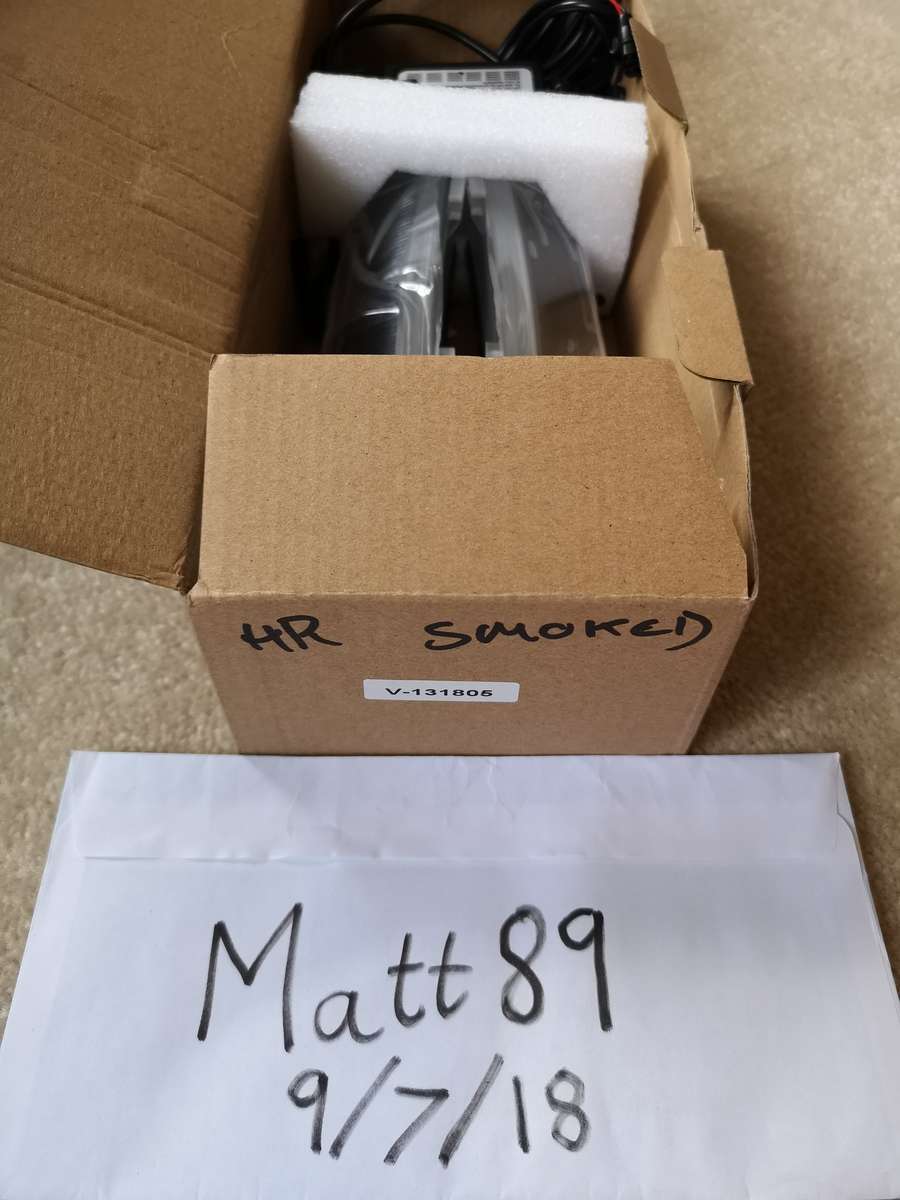 HR SMOKED
V-131805
Matt89
9/7/18